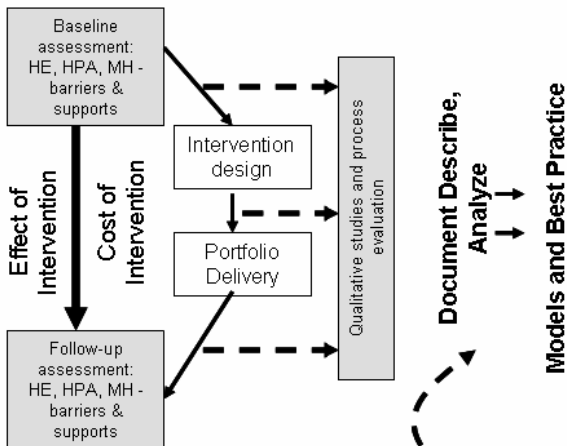 Baseline
assessment:
HE, HPA, MH -
barriers &
supports
Effect of
Intervention
Cost of
Intervention
Intervention
design
Portfolio
Delivery
Follow-up
assessment:
HE, HPA, MH -
barriers &
supports
Qualitative studies and process
evaluation
Document Describe,
Analyze
Models and Best Practice